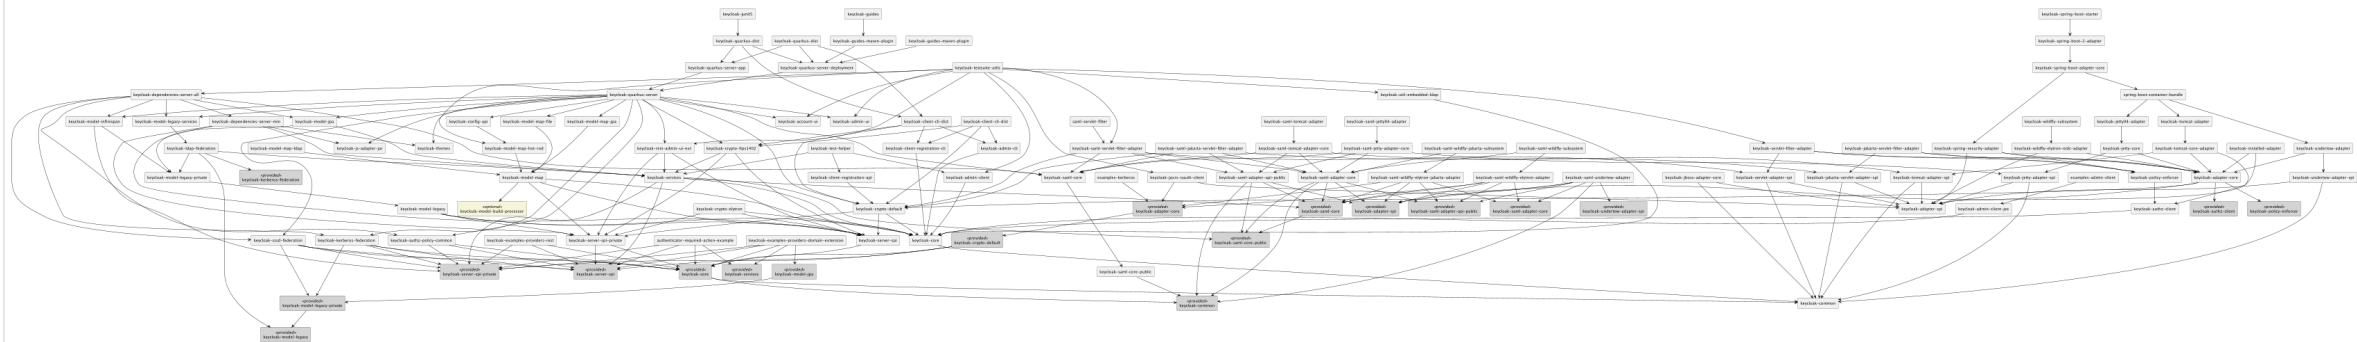 keycloak-junit5
keycloak-guides
keycloak-spring-boot-starter
keycloak-quarkus-dist
keycloak-quarkus-dist
keycloak-guides-maven-plugin
keycloak-guides-maven-plugin
keycloak-spring-boot-2-adapter
keycloak-quarkus-server-app
keycloak-quarkus-server-deployment
keycloak-testsuite-utils
keycloak-spring-boot-adapter-core
keycloak-dependencies-server-all
keycloak-quarkus-server
keycloak-util-embedded-ldap
spring-boot-container-bundle
keycloak-model-infinispan
keycloak-model-legacy-services
keycloak-dependencies-server-min
keycloak-model-jpa
keycloak-config-api
keycloak-model-map-file
keycloak-model-map-jpa
keycloak-account-ui
keycloak-admin-ui
keycloak-client-cli-dist
keycloak-client-cli-dist
saml-servlet-filter
keycloak-saml-tomcat-adapter
keycloak-saml-jetty94-adapter
keycloak-wildfly-subsystem
keycloak-jetty94-adapter
keycloak-tomcat-adapter
keycloak-ldap-federation
keycloak-model-map-ldap
keycloak-js-adapter-jar
keycloak-themes
keycloak-model-map-hot-rod
keycloak-rest-admin-ui-ext
keycloak-crypto-fips1402
keycloak-test-helper
keycloak-client-registration-cli
keycloak-admin-cli
keycloak-saml-servlet-filter-adapter
keycloak-saml-jakarta-servlet-filter-adapter
keycloak-saml-tomcat-adapter-core
keycloak-saml-jetty-adapter-core
keycloak-saml-wildfly-jakarta-subsystem
keycloak-saml-wildfly-subsystem
keycloak-servlet-filter-adapter
keycloak-jakarta-servlet-filter-adapter
keycloak-spring-security-adapter
keycloak-wildfly-elytron-oidc-adapter
keycloak-jetty-core
keycloak-tomcat-core-adapter
keycloak-installed-adapter
keycloak-undertow-adapter
keycloak-model-legacy-private
<provided>
keycloak-kerberos-federation
keycloak-model-map
keycloak-services
keycloak-client-registration-api
keycloak-admin-client
keycloak-saml-core
examples-kerberos
keycloak-jaxrs-oauth-client
keycloak-saml-adapter-api-public
keycloak-saml-adapter-core
keycloak-saml-wildfly-elytron-jakarta-adapter
keycloak-saml-wildfly-elytron-adapter
keycloak-saml-undertow-adapter
keycloak-jboss-adapter-core
keycloak-servlet-adapter-spi
keycloak-jakarta-servlet-adapter-spi
keycloak-tomcat-adapter-spi
keycloak-jetty-adapter-spi
examples-admin-client
keycloak-policy-enforcer
keycloak-adapter-core
keycloak-undertow-adapter-spi
keycloak-model-legacy
<optional>
keycloak-model-build-processor
keycloak-crypto-elytron
keycloak-crypto-default
<provided>
keycloak-adapter-core
<provided>
keycloak-saml-core
<provided>
keycloak-adapter-spi
<provided>
keycloak-saml-adapter-api-public
<provided>
keycloak-saml-adapter-core
<provided>
keycloak-undertow-adapter-spi
keycloak-adapter-spi
keycloak-admin-client-jee
keycloak-authz-client
<provided>
keycloak-authz-client
<provided>
keycloak-policy-enforcer
keycloak-sssd-federation
keycloak-kerberos-federation
keycloak-authz-policy-common
keycloak-examples-providers-rest
keycloak-server-spi-private
authenticator-required-action-example
keycloak-examples-providers-domain-extension
keycloak-server-spi
keycloak-core
<provided>
keycloak-crypto-default
<provided>
keycloak-saml-core-public
<provided>
keycloak-server-spi-private
<provided>
keycloak-server-spi
<provided>
keycloak-core
<provided>
keycloak-services
<provided>
keycloak-model-jpa
keycloak-saml-core-public
<provided>
keycloak-model-legacy-private
<provided>
keycloak-common
keycloak-common
<provided>
keycloak-model-legacy